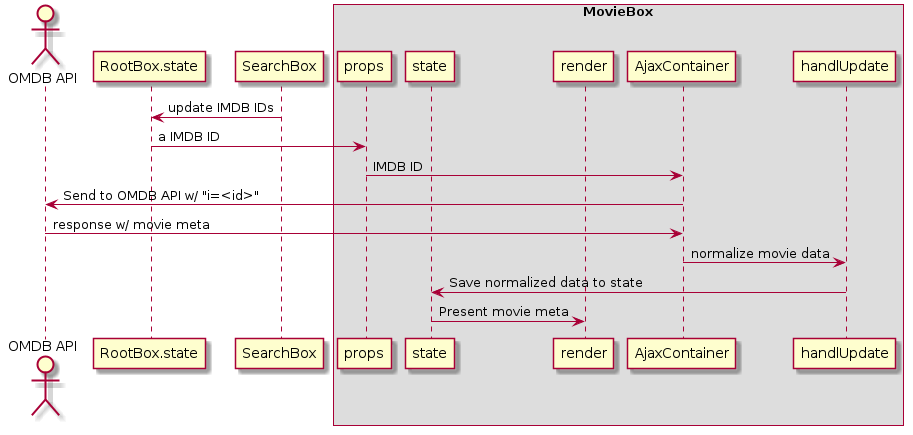 MovieBox
OMDB API
RootBox.state
SearchBox
props
state
render
AjaxContainer
handlUpdate
update IMDB IDs
a IMDB ID
IMDB ID
Send to OMDB API w/ "i=<id>"
response w/ movie meta
normalize movie data
Save normalized data to state
Present movie meta
OMDB API
RootBox.state
SearchBox
props
state
render
AjaxContainer
handlUpdate